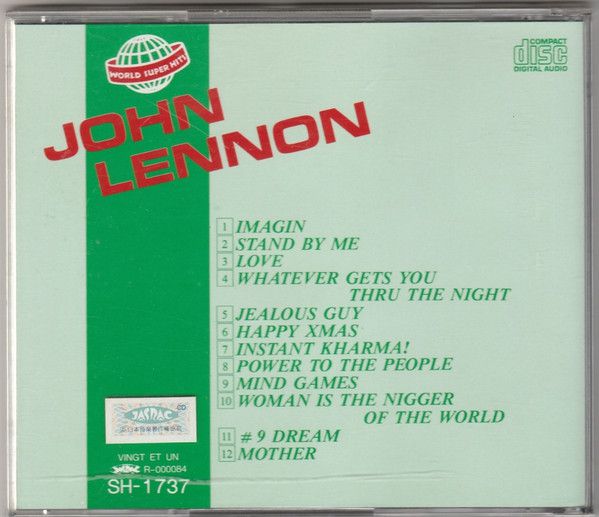 WORLD SUPER HITS
COMPACT
disc
DIGITAL AUDIO
JOHN
LENNON
1 IMAGIN
2 STAND BY ME
3 LOVE
4 WHATEVER GETS YOU
THRU THE NIGHT
5 JEALOUS GUY
6 HAPPY XMAS
7 INSTANT KHARMA!
8 POWER TO THE PEOPLE
9 MIND GAMES
10 WOMAN IS THE NIGGER
OF THE WORLD
11 #9 DREAM
12 MOTHER
CD
JASRAC
VINGT ET UN
JASRAC R-000084
SH-1737